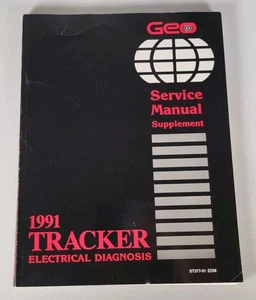 Geo
Service
Manual
Supplement
1991
TRACKER
ELECTRICAL DIAGNOSIS
ST377-91 EDM